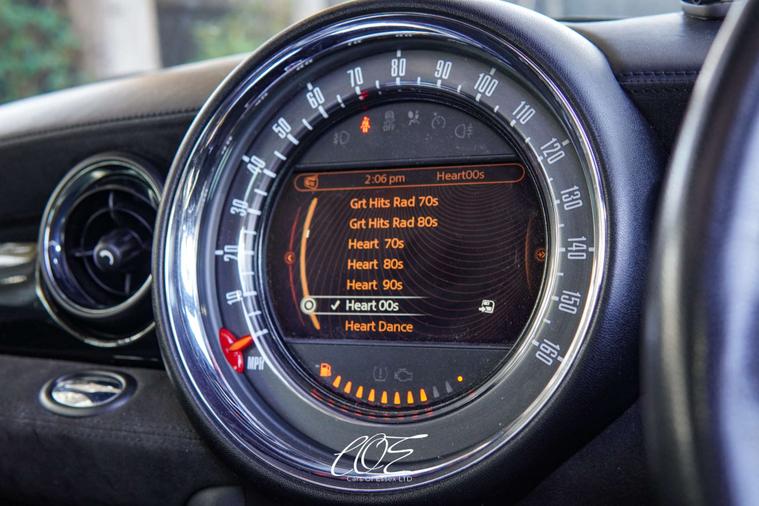 10
20
30
40
50
60
70
80
90
100
110
120
130
140
150
160
MPH
OFF
2:06 pm Heart00s
Grt Hits Rad 70s
Grt Hits Rad 80s
Heart 70s
Heart 80s
Heart 90s
Heart 00s
Heart Dance
COE
Cars Of Essex LTD